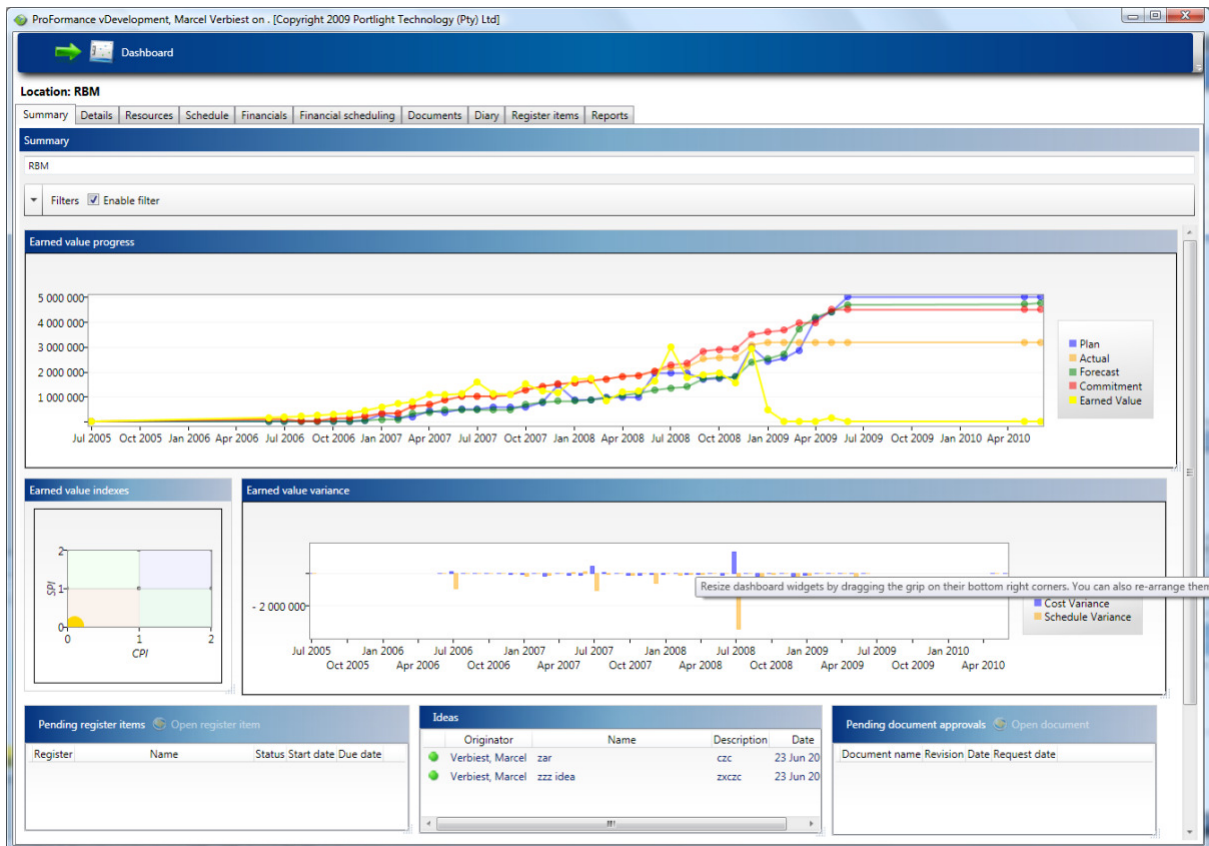 ProFormance vDevelopment, Marcel Verbiest on . [Copyright 2009 Portlight Technology (Pty) Ltd]
Dashboard
Location: RBM
Summary Details Resources Schedule Financials Financial scheduling Documents Diary Register items Reports
Summary
RBM
Filters Enable filter
Earned value progress
5 000 000
4 000 000
3 000 000
2 000 000
1 000 000
Jul 2005 Oct 2005 Jan 2006 Apr 2006 Jul 2006 Oct 2006 Jan 2007 Apr 2007 Jul 2007 Oct 2007 Jan 2008 Apr 2008 Jul 2008 Oct 2008 Jan 2009 Apr 2009 Jul 2009 Oct 2009 Jan 2010 Apr 2010
Plan
Actual
Forecast
Commitment
Earned Value
Earned value indexes
2
1
0
SPI
0 1 2
CPI
Earned value variance
- 2 000 000
Resize dashboard widgets by dragging the grip on their bottom right corners. You can also re-arrange them
Cost Variance
Schedule Variance
Jul 2005 Jan 2006 Jul 2006 Jan 2007 Jul 2007 Jan 2008 Jul 2008 Jan 2009 Jul 2009 Jan 2010
Oct 2005 Apr 2006 Oct 2006 Apr 2007 Oct 2007 Apr 2008 Oct 2008 Apr 2009 Oct 2009 Apr 2010
Pending register items Open register item
Register Name Status Start date Due date
Ideas
Originator Name Description Date
Verbiest, Marcel zar czc 23 Jun 20
Verbiest, Marcel zzz idea zxczc 23 Jun 20
Pending document approvals Open document
Document name Revision Date Request date